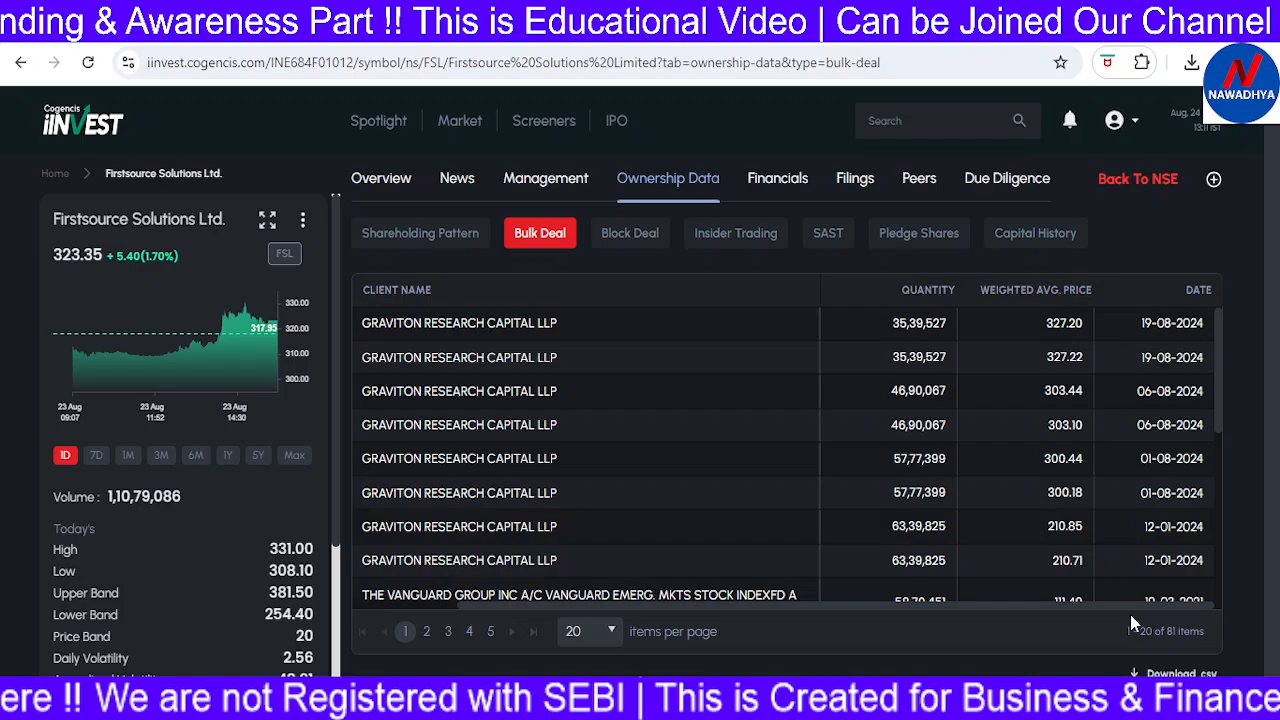 nding & Awareness Part !! This is Educational Video | Can be Joined Our Channel
iinvest.cogencis.com/INE684F01012/symbol/ns/FSL/Firstsource%20Solutions%20Limited?tab=ownership-data&type=bulk-deal
NAWADHYA
Cogencis
iINVEST
Spotlight Market Screeners IPO
Search
Aug, 24
13:11 IST
Home Firstsource Solutions Ltd.
Overview News Management Ownership Data Financials Filings Peers Due Diligence Back To NSE
Firstsource Solutions Ltd.
323.35 + 5.40(1.70%) FSL
330.00
320.00
317.95
310.00
300.00
23 Aug 09:07
23 Aug 11:52
23 Aug 14:30
1D 7D 1M 3M 6M 1Y 5Y Max
Volume : 1,10,79,086
Today's
High 331.00
Low 308.10
Upper Band 381.50
Lower Band 254.40
Price Band 20
Daily Volatility 2.56
Shareholding Pattern Bulk Deal Block Deal Insider Trading SAST Pledge Shares Capital History
CLIENT NAME QUANTITY WEIGHTED AVG. PRICE DATE
GRAVITON RESEARCH CAPITAL LLP 35,39,527 327.20 19-08-2024
GRAVITON RESEARCH CAPITAL LLP 35,39,527 327.22 19-08-2024
GRAVITON RESEARCH CAPITAL LLP 46,90,067 303.44 06-08-2024
GRAVITON RESEARCH CAPITAL LLP 46,90,067 303.10 06-08-2024
GRAVITON RESEARCH CAPITAL LLP 57,77,399 300.44 01-08-2024
GRAVITON RESEARCH CAPITAL LLP 57,77,399 300.18 01-08-2024
GRAVITON RESEARCH CAPITAL LLP 63,39,825 210.85 12-01-2024
GRAVITON RESEARCH CAPITAL LLP 63,39,825 210.71 12-01-2024
THE VANGUARD GROUP INC A/C VANGUARD EMERG. MKTS STOCK INDEXFD A
1 2 3 4 5 20 items per page
20 of 81 items
Download .csv
ere !! We are not Registered with SEBI | This is Created for Business & Finance